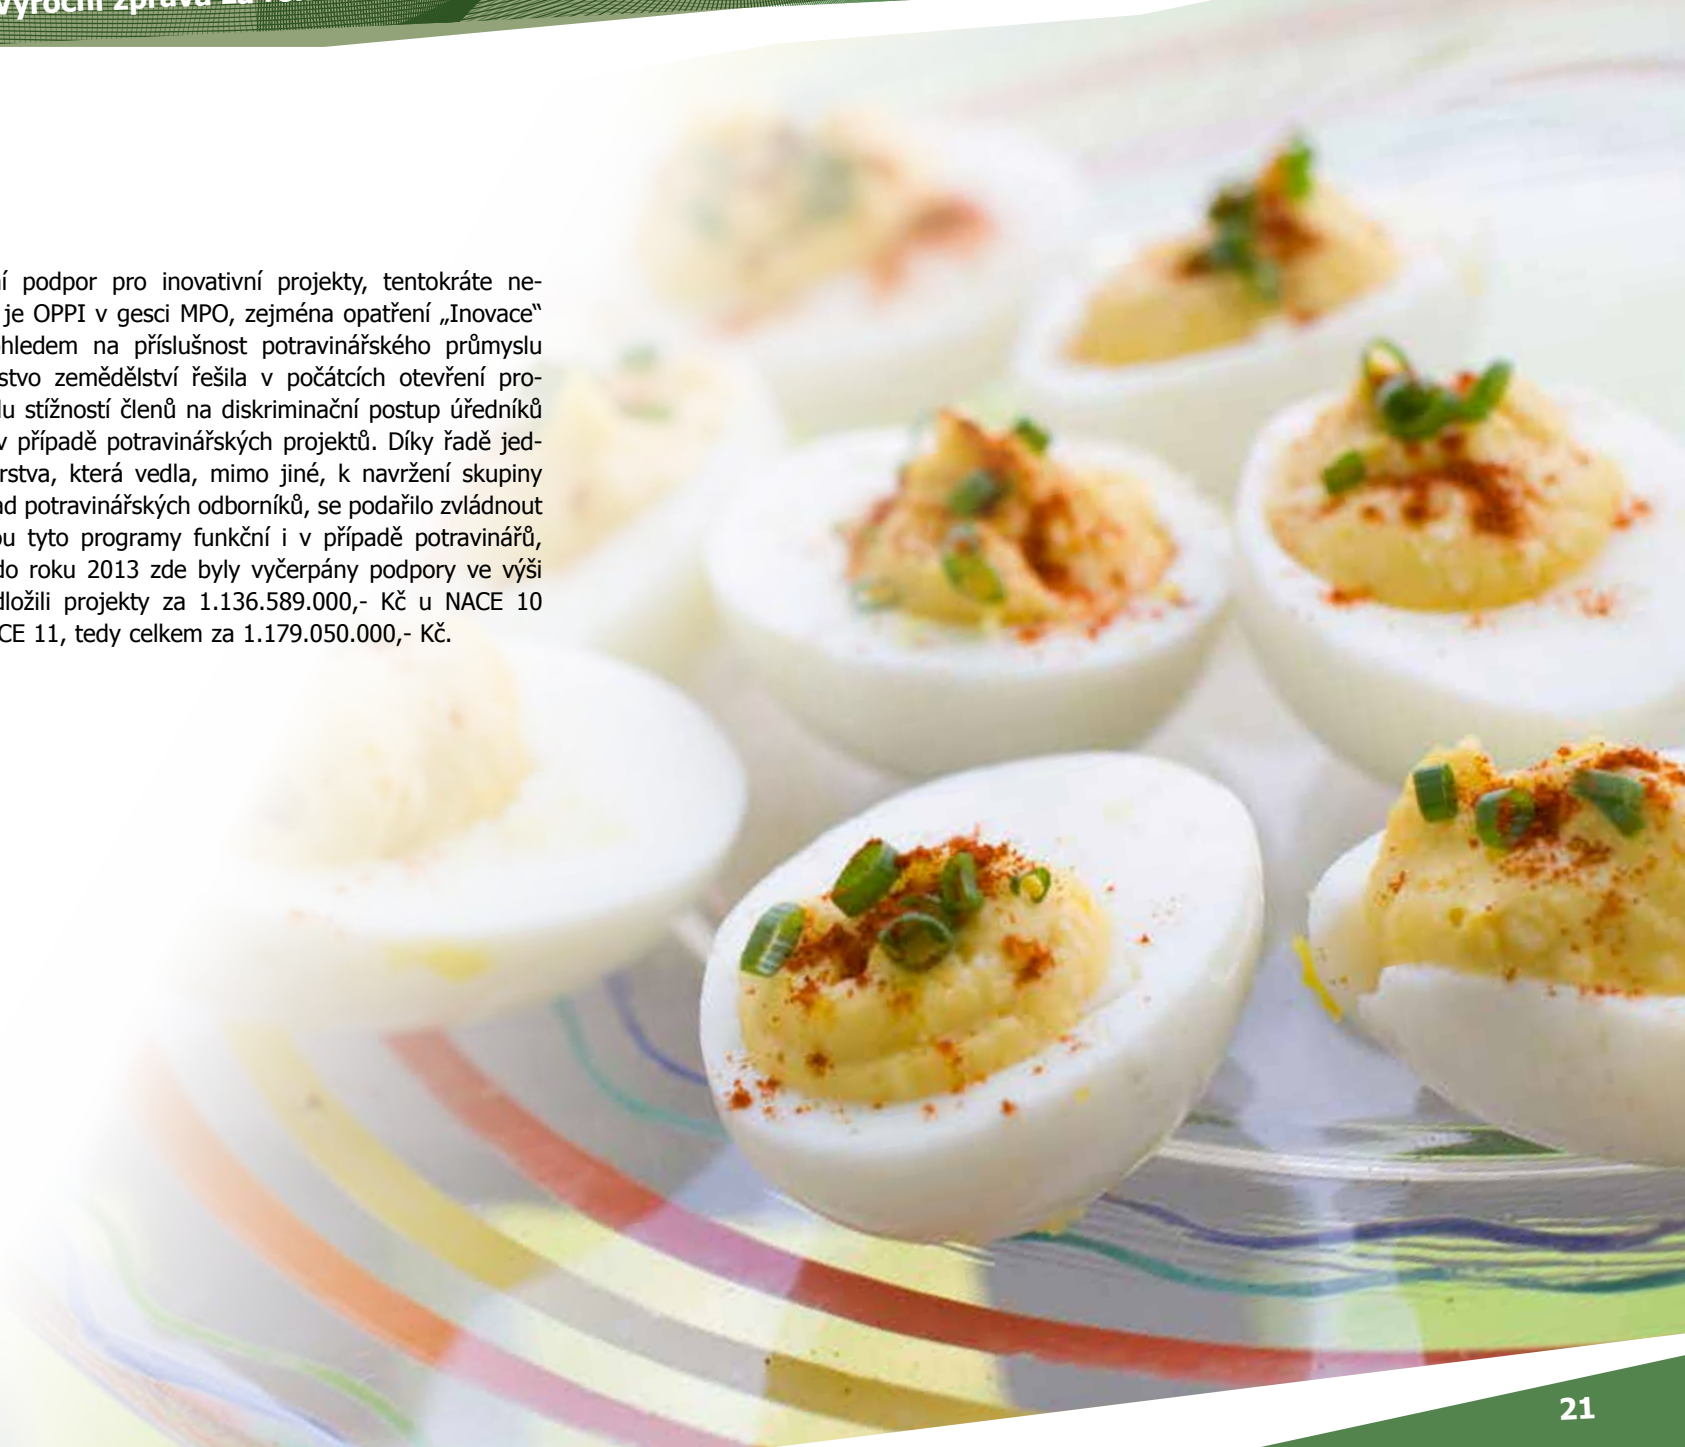 Výroční zpráva za
í podpor pro inovativní projekty, tentokráte ne-
je OPPI v gesci MPO, zejména opatření „Inovace“
ohledem na příslušnost potravinářského průmyslu
stvo zemědělství řešila v počátcích otevření pro-
du stížností členů na diskriminační postup úředníků
v případě potravinářských projektů. Díky řadě jed-
rstva, která vedla, mimo jiné, k navržení skupiny
ad potravinářských odborníků, se podařilo zvládnout
ou tyto programy funkční i v případě potravinářů,
do roku 2013 zde byly vyčerpány podpory ve výši
dložili projekty za 1.136.589.000,- Kč u NACE 10
CE 11, tedy celkem za 1.179.050.000,- Kč.
21